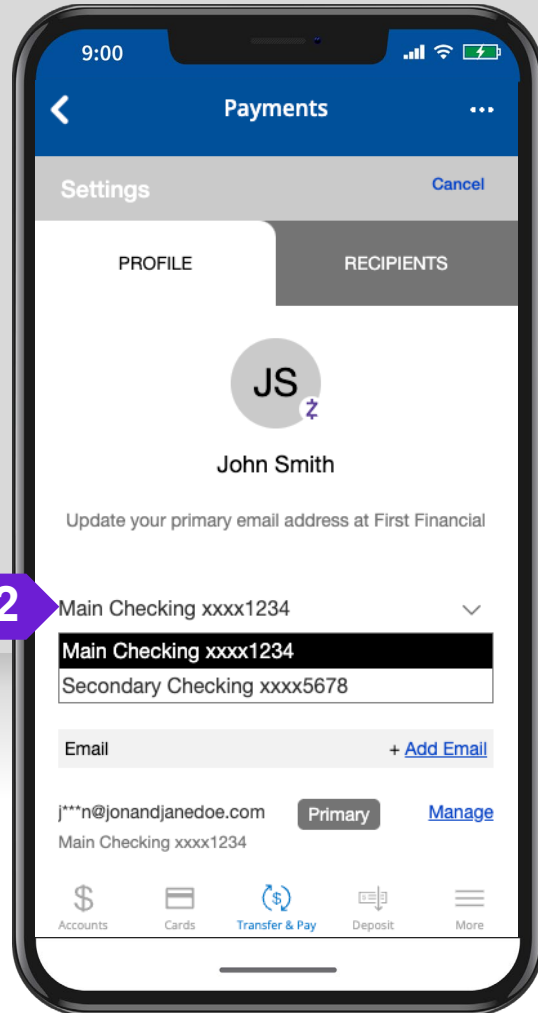 9:00
Payments
Settings Cancel
PROFILE RECIPIENTS
JS
John Smith
Update your primary email address at First Financial
2
Main Checking xxxx1234
Main Checking xxxx1234
Secondary Checking xxxx5678
Email + Add Email
j***n@jonandjanedoe.com Primary Manage
Main Checking xxxx1234
Accounts Cards Transfer & Pay Deposit More